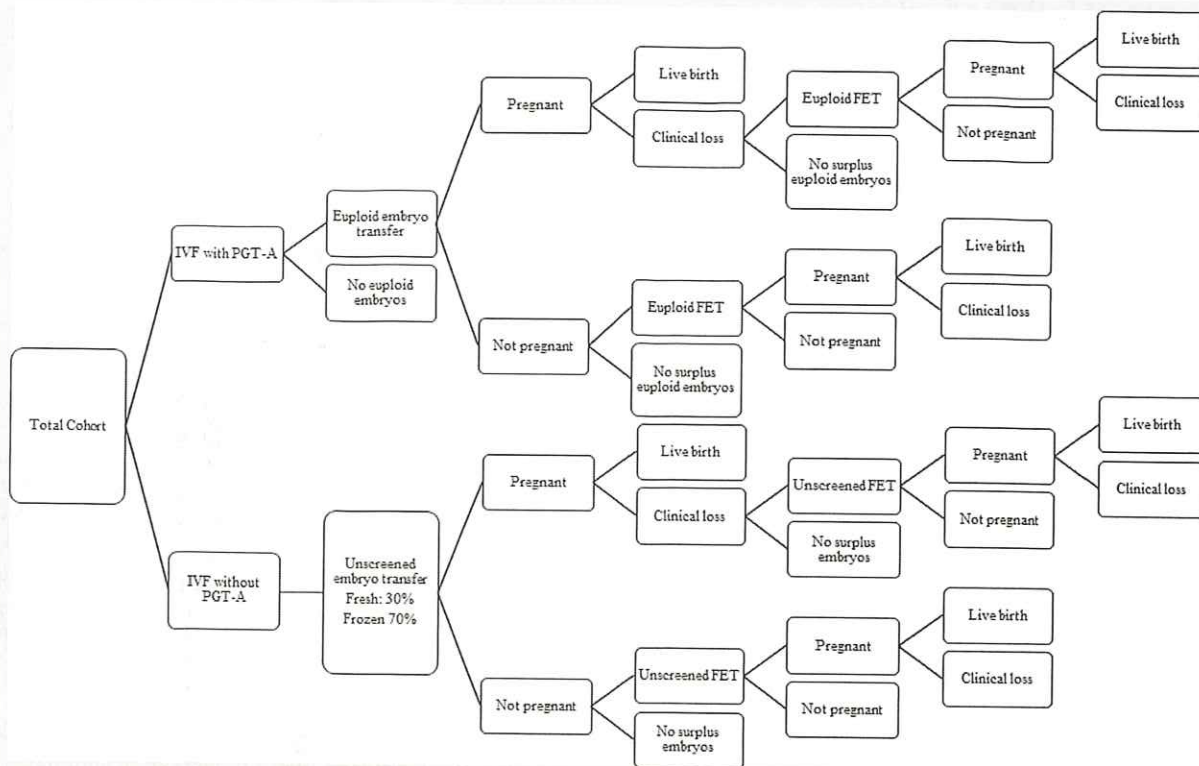 Total Cohort
IVF with PGT-A
Euploid embryo
transfer
No euploid
embryos
Pregnant
Live birth
Clinical loss
Euploid FET
No surplus
euploid embryos
Pregnant
Not pregnant
Live birth
Clinical loss
Not pregnant
Euploid FET
No surplus
euploid embryos
Pregnant
Not pregnant
Live birth
Clinical loss
IVF without
PGT-A
Unscreened
embryo transfer
Fresh: 30%
Frozen 70%
Pregnant
Live birth
Clinical loss
Unscreened FET
No surplus
embryos
Pregnant
Not pregnant
Live birth
Clinical loss
Not pregnant
Unscreened FET
No surplus
embryos
Pregnant
Not pregnant
Live birth
Clinical loss